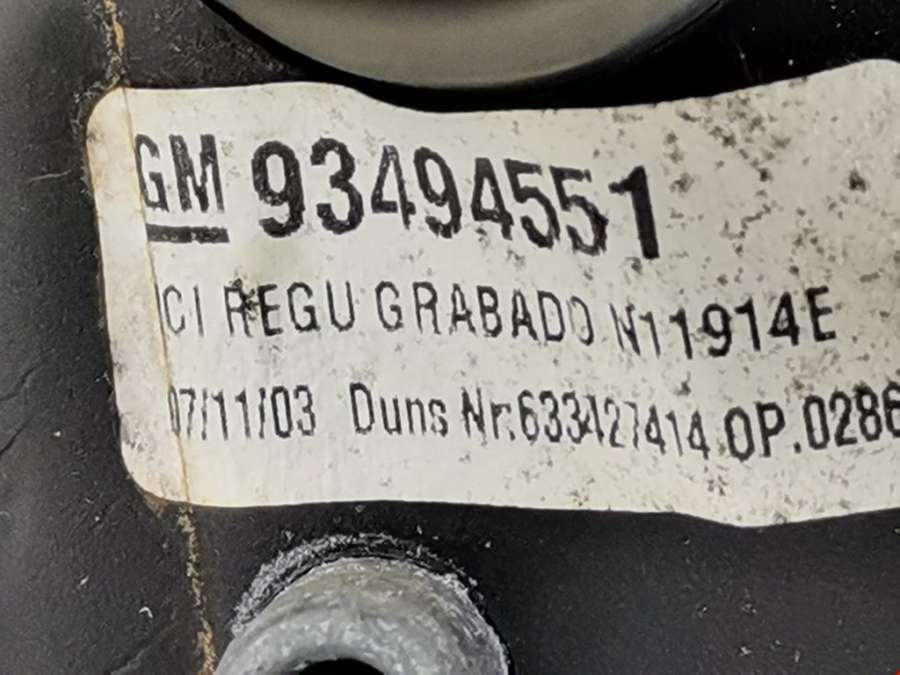 GM 93494551
CI REGU GRABADO N11914E
07/11/03 Duns Nr.633427414 OP.0286